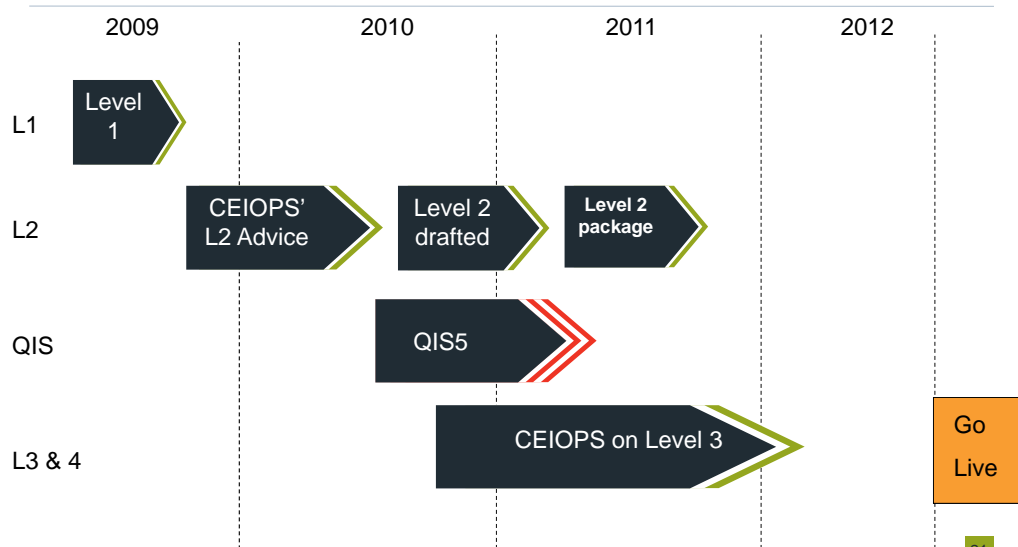 2009 2010 2011 2012
L1
Level
1
L2
CEIOPS'
L2 Advice
Level 2
drafted
Level 2
package
QIS
QIS5
L3 & 4
CEIOPS on Level 3
Go
Live